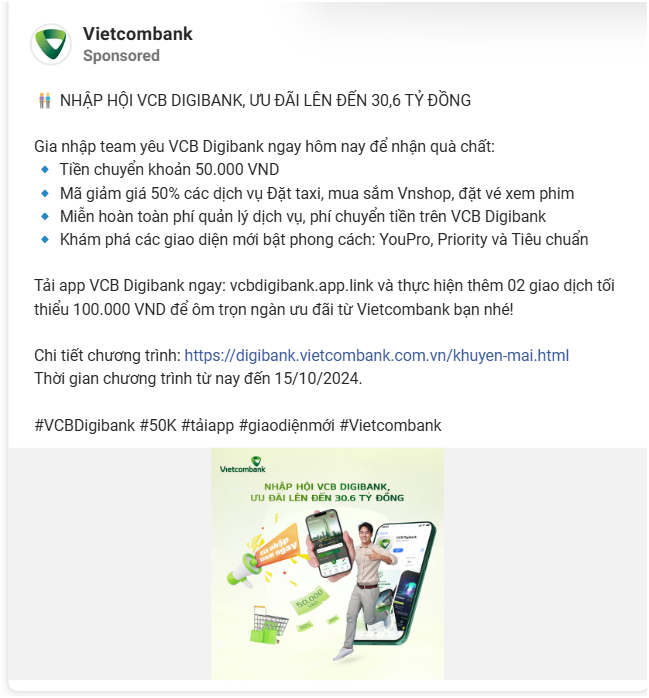 Vietcombank
Sponsored
👫 NHẬP HỘI VCB DIGIBANK, ƯU ĐÃI LÊN ĐẾN 30,6 TỶ ĐỒNG
Gia nhập team yêu VCB Digibank ngay hôm nay để nhận quà chất:
🔹 Tiền chuyển khoản 50.000 VND
🔹 Mã giảm giá 50% các dịch vụ Đặt taxi, mua sắm Vnshop, đặt vé xem phim
🔹 Miễn hoàn toàn phí quản lý dịch vụ, phí chuyển tiền trên VCB Digibank
🔹 Khám phá các giao diện mới bật phong cách: YouPro, Priority và Tiêu chuẩn
Tải app VCB Digibank ngay: vcbdigibank.app.link và thực hiện thêm 02 giao dịch tối
thiểu 100.000 VND để ôm trọn ngàn ưu đãi từ Vietcombank bạn nhé!
Chi tiết chương trình: https://digibank.vietcombank.com.vn/khuyen-mai.html
Thời gian chương trình từ nay đến 15/10/2024.
#VCBDigibank #50K #tảiapp #giaodiệnmới #Vietcombank
Vietcombank
NHẬP HỘI VCB DIGIBANK,
ƯU ĐÃI LÊN ĐẾN 30.6 TỶ ĐỒNG
Gia nhập
team ngay
50.000
VND